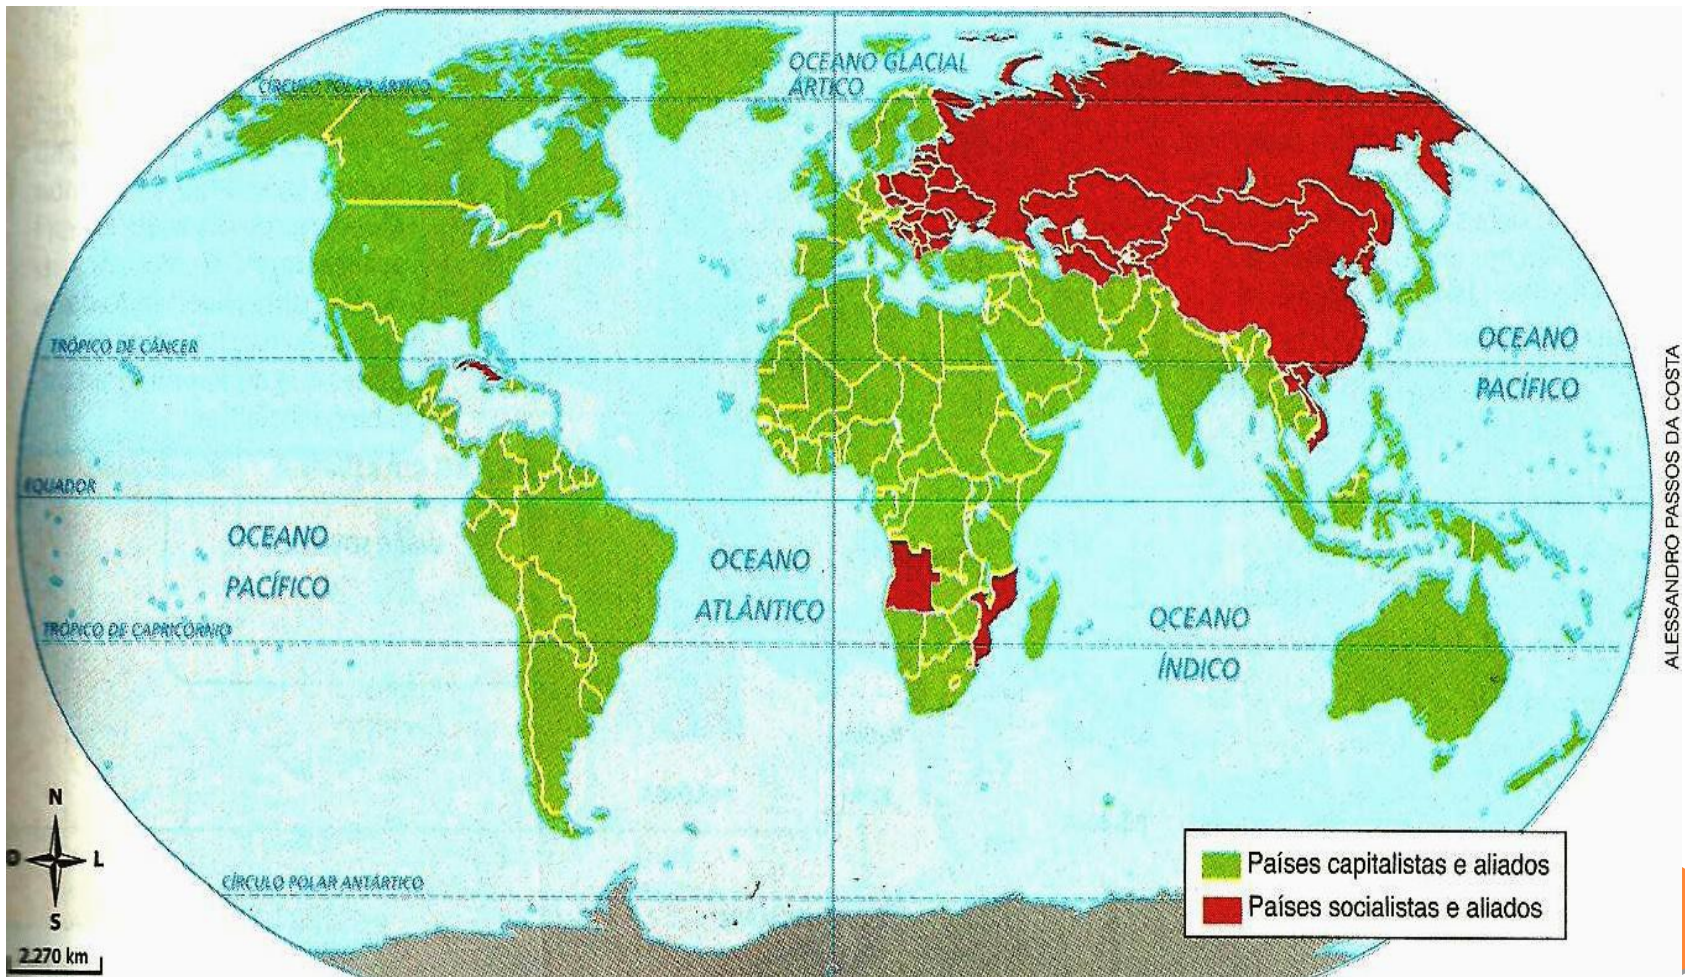 OCEANO GLACIAL
ÁRTICO
CÍRCULO POLAR ÁRTICO
TRÓPICO DE CÂNCER
OCEANO
PACÍFICO
EQUADOR
OCEANO
PACÍFICO
OCEANO
ATLÂNTICO
OCEANO
ÍNDICO
TRÓPICO DE CAPRICÓRNIO
CÍRCULO POLAR ANTÁRTICO
N
O
L
S
2.270 km
Países capitalistas e aliados
Países socialistas e aliados
ALESSANDRO PASSOS DA COSTA